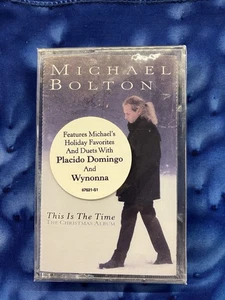 MICHAEL
BOLTON
Features Michael's
Holiday Favorites
And Duets With
Placido Domingo
And
Wynonna
67621-S1
This Is The Time
THE CHRISTMAS ALBUM